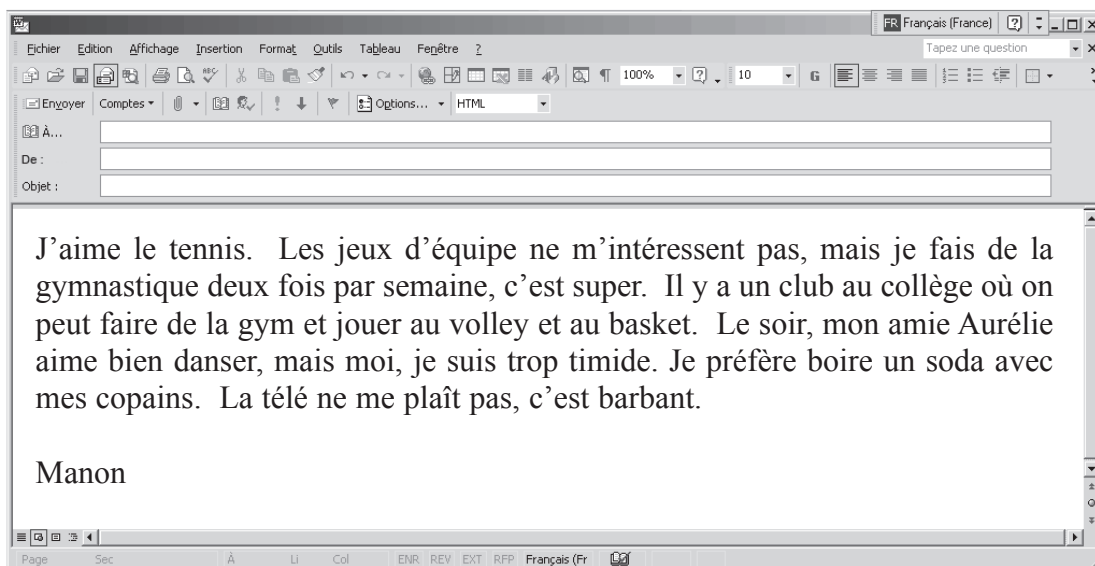 FR Français (France)
Fichier Edition Affichage Insertion Format Outils Tableau Fenêtre ?
Tapez une question
100% 10 G
Envoyer Comptes Options... HTML
À...
De :
Objet :
J'aime le tennis. Les jeux d'équipe ne m'intéressent pas, mais je fais de la
gymnastique deux fois par semaine, c'est super. Il y a un club au collège où on
peut faire de la gym et jouer au volley et au basket. Le soir, mon amie Aurélie
aime bien danser, mais moi, je suis trop timide. Je préfère boire un soda avec
mes copains. La télé ne me plaît pas, c'est barbant.
Manon
Page Sec À Li Col ENR REV EXT RFP Français (Fr